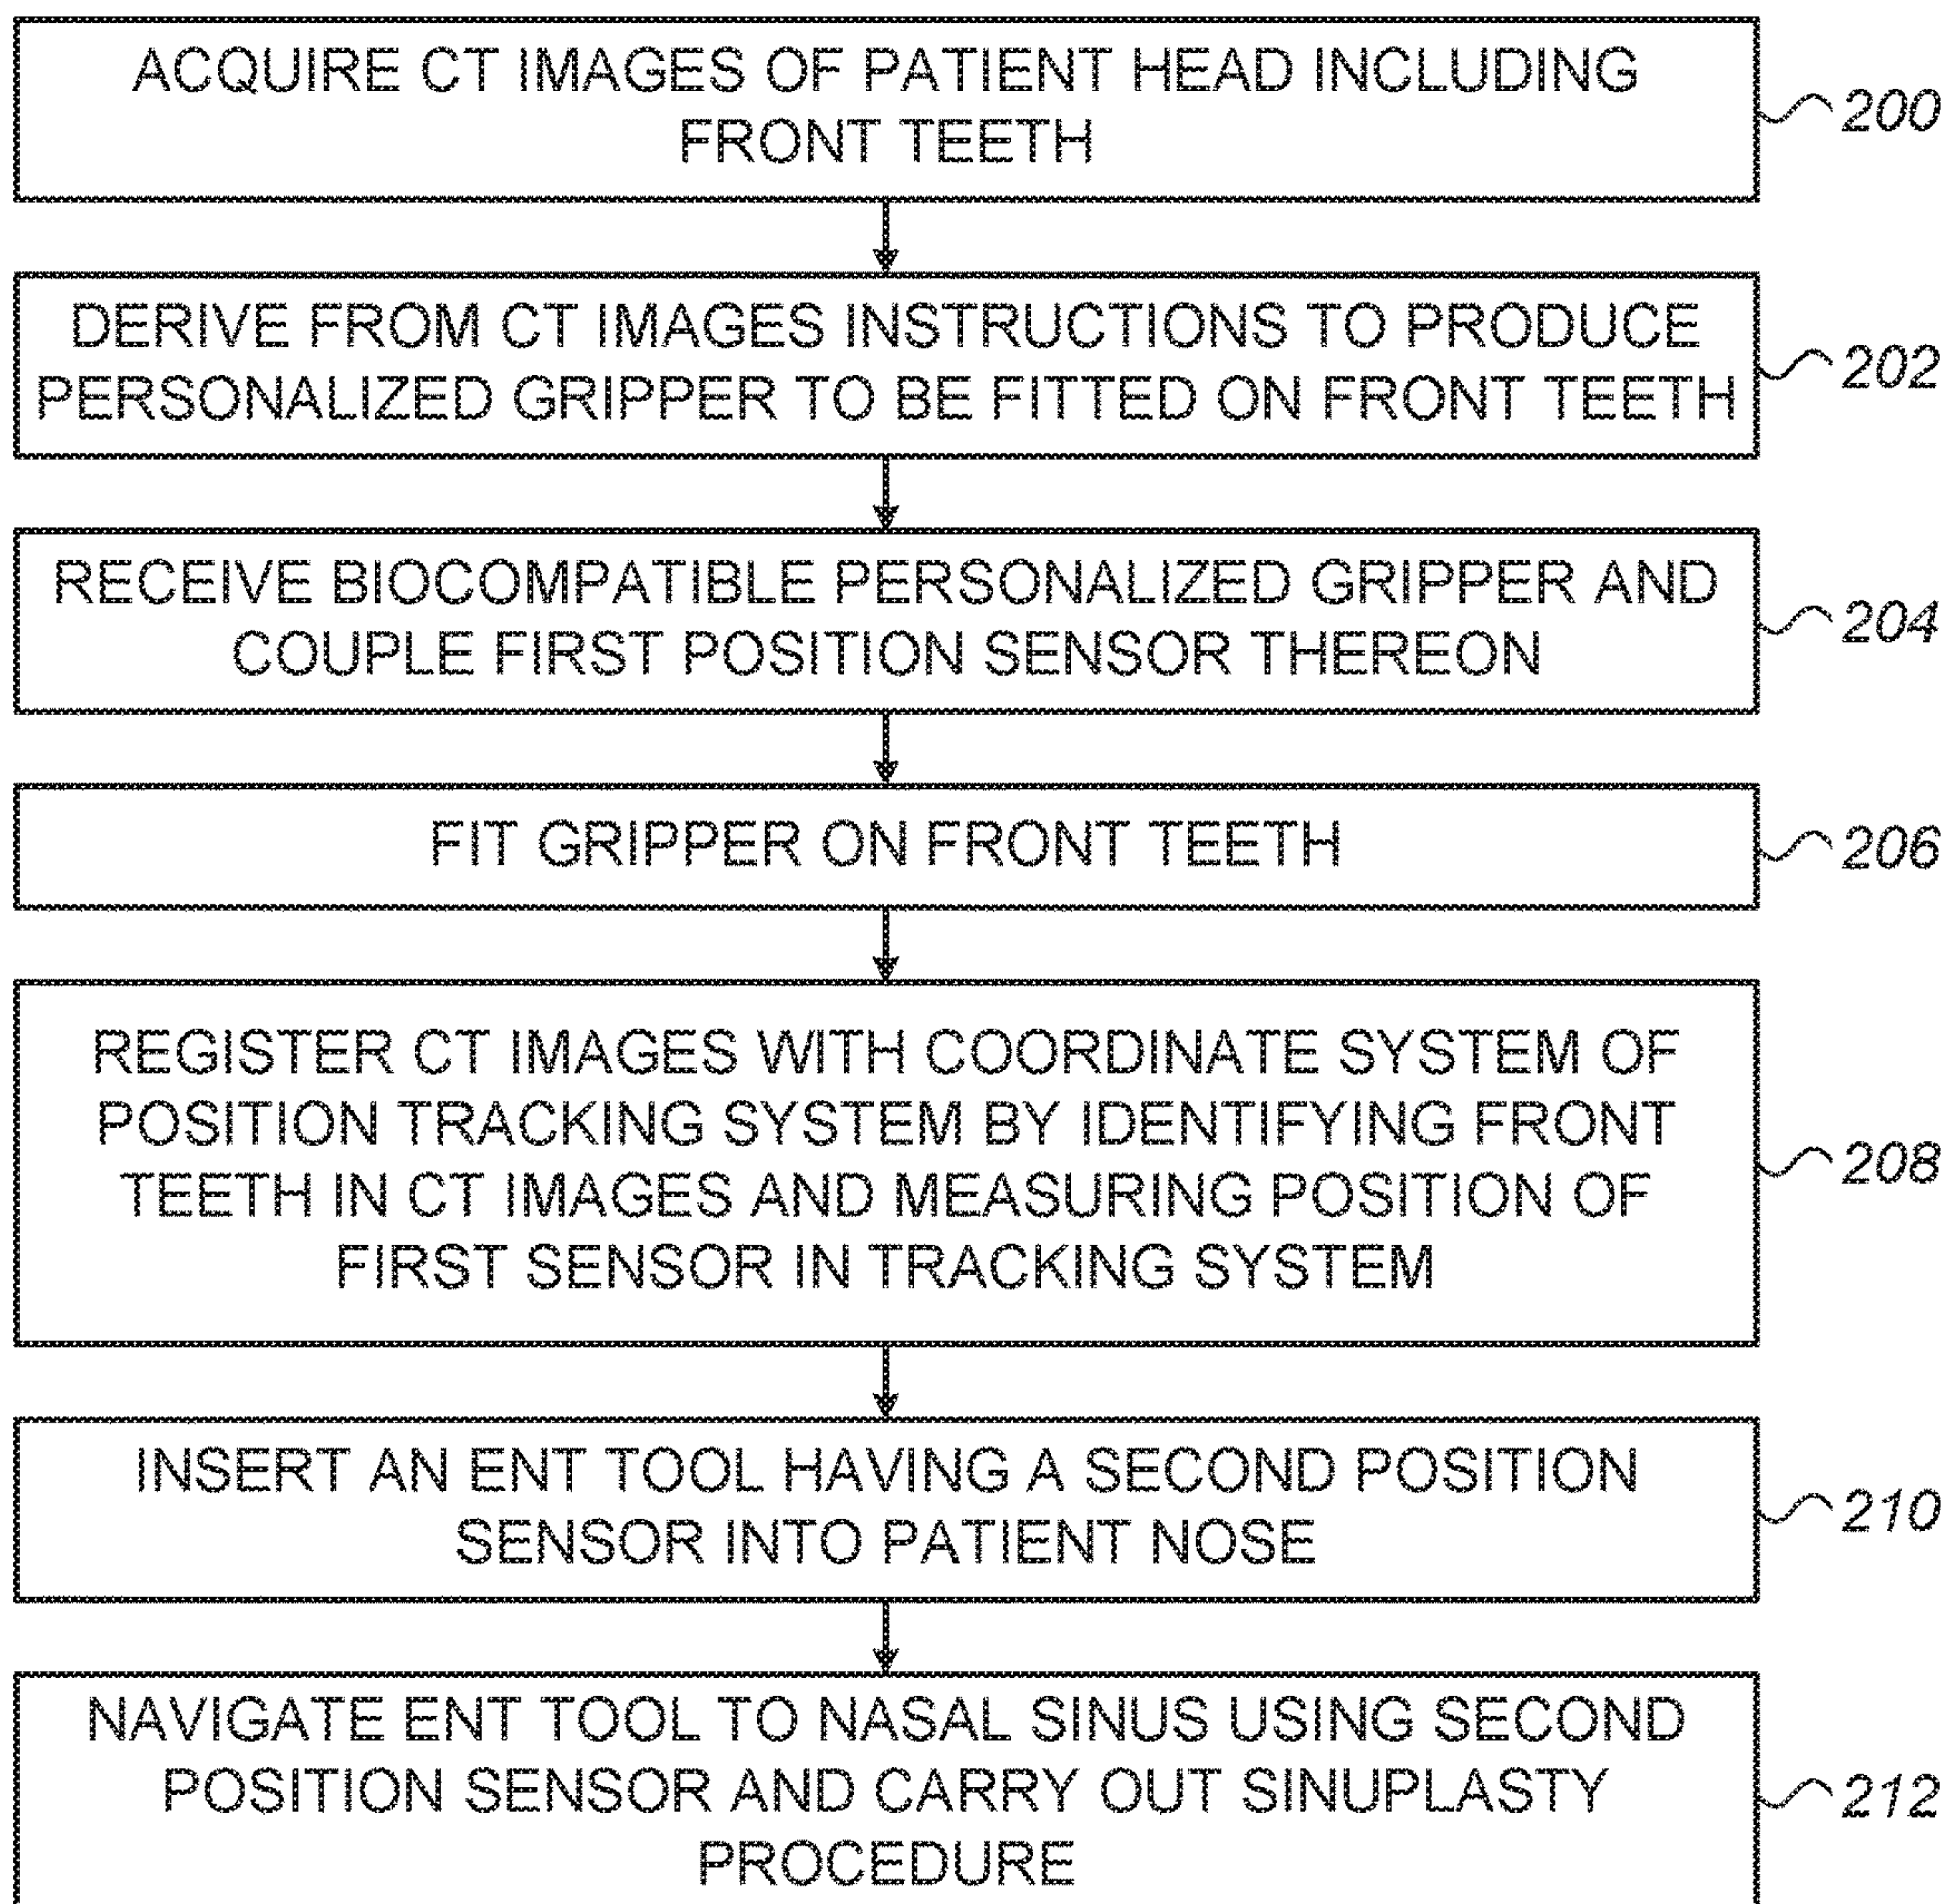 ACQUIRE CT IMAGES OF PATIENT HEAD INCLUDING
FRONT TEETH
200
DERIVE FROM CT IMAGES INSTRUCTIONS TO PRODUCE
PERSONALIZED GRIPPER TO BE FITTED ON FRONT TEETH
202
RECEIVE BIOCOMPATIBLE PERSONALIZED GRIPPER AND
COUPLE FIRST POSITION SENSOR THEREON
204
FIT GRIPPER ON FRONT TEETH
206
REGISTER CT IMAGES WITH COORDINATE SYSTEM OF
POSITION TRACKING SYSTEM BY IDENTIFYING FRONT
TEETH IN CT IMAGES AND MEASURING POSITION OF
FIRST SENSOR IN TRACKING SYSTEM
208
INSERT AN ENT TOOL HAVING A SECOND POSITION
SENSOR INTO PATIENT NOSE
210
NAVIGATE ENT TOOL TO NASAL SINUS USING SECOND
POSITION SENSOR AND CARRY OUT SINUPLASTY
PROCEDURE
212